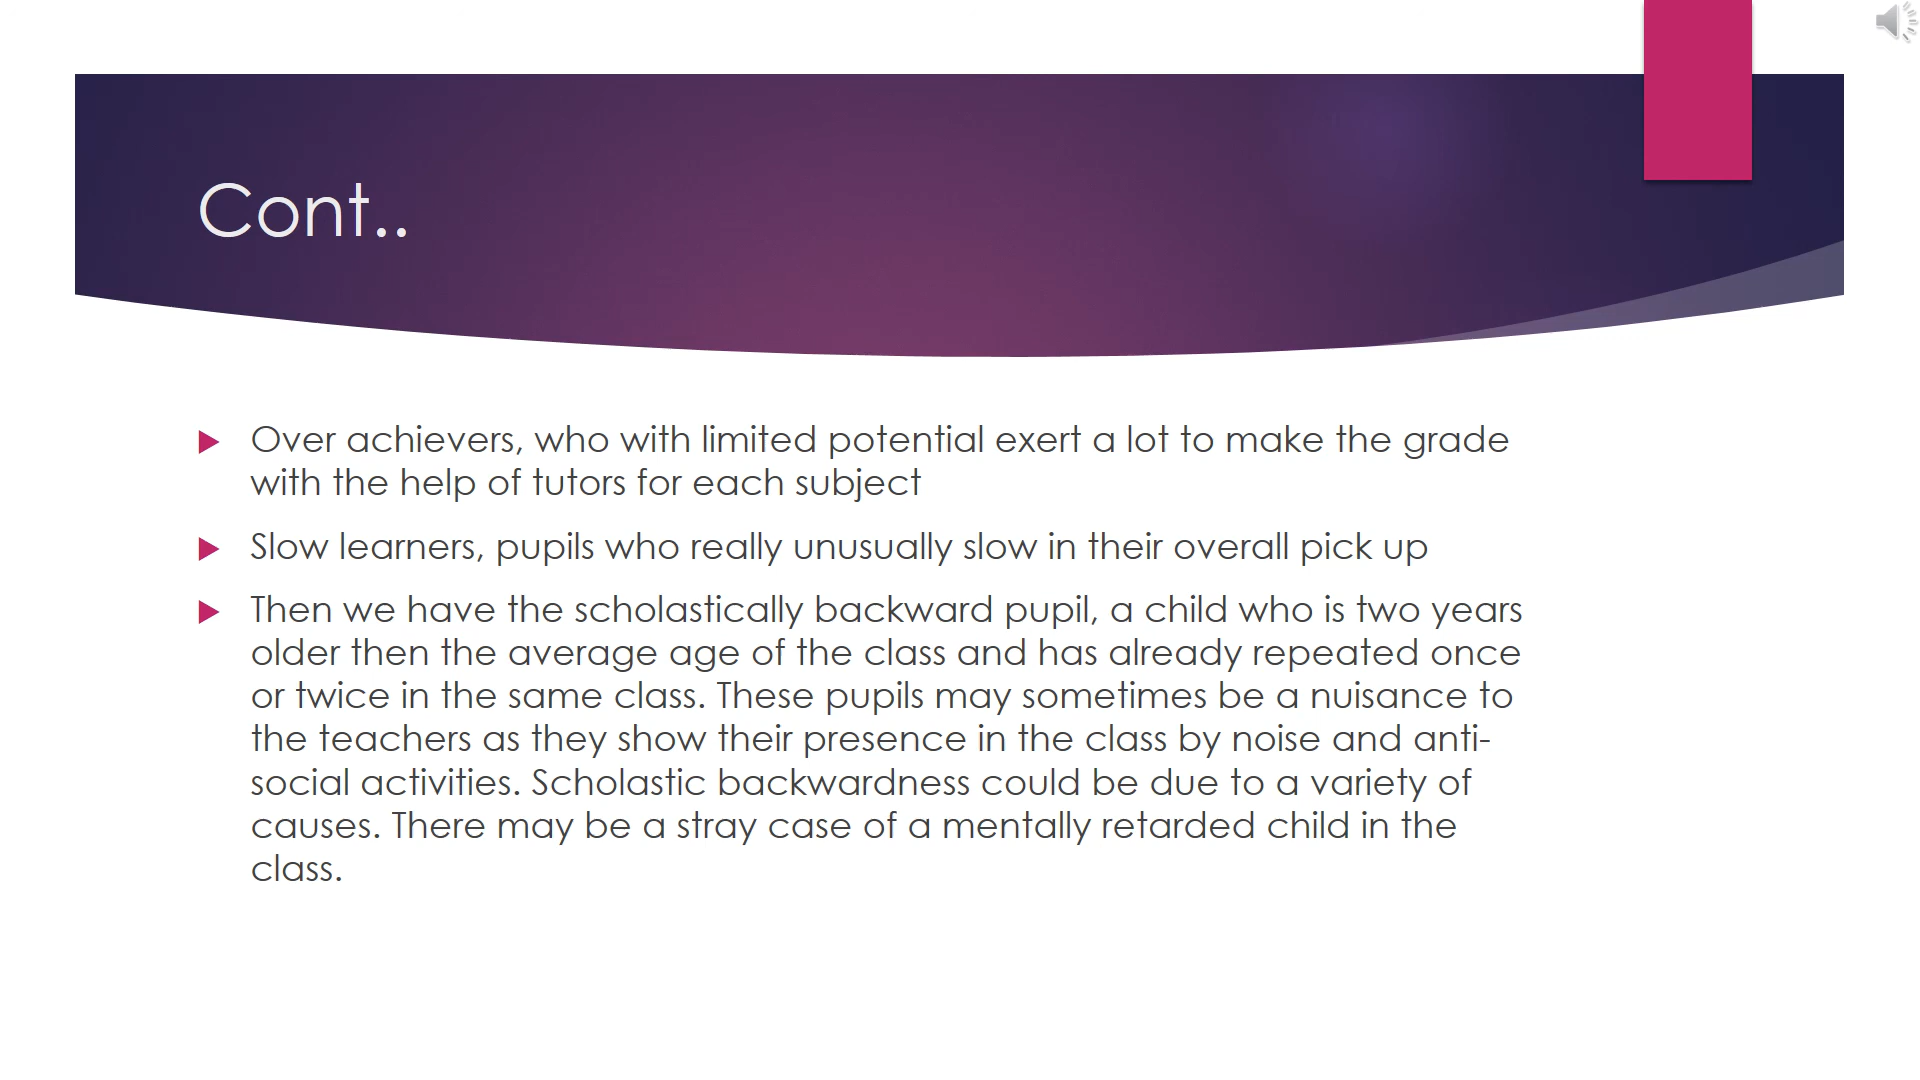 Cont..
Over achievers, who with limited potential exert a lot to make the grade
with the help of tutors for each subject
Slow learners, pupils who really unusually slow in their overall pick up
Then we have the scholastically backward pupil, a child who is two years
older then the average age of the class and has already repeated once
or twice in the same class. These pupils may sometimes be a nuisance to
the teachers as they show their presence in the class by noise and anti-
social activities. Scholastic backwardness could be due to a variety of
causes. There may be a stray case of a mentally retarded child in the
class.